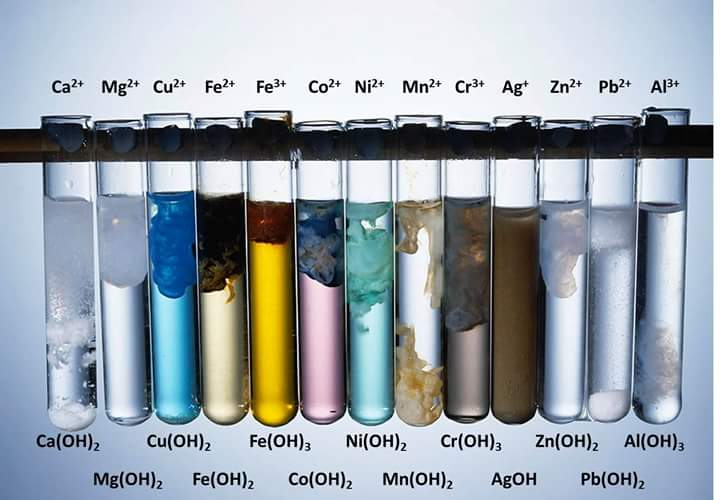 Ca²⁺ Mg²⁺ Cu²⁺ Fe²⁺ Fe³⁺ Co²⁺ Ni²⁺ Mn²⁺ Cr³⁺ Ag⁺ Zn²⁺ Pb²⁺ Al³⁺
Ca(OH)₂ Cu(OH)₂ Fe(OH)₃ Ni(OH)₂ Cr(OH)₃ Zn(OH)₂ Al(OH)₃
Mg(OH)₂ Fe(OH)₂ Co(OH)₂ Mn(OH)₂ AgOH Pb(OH)₂